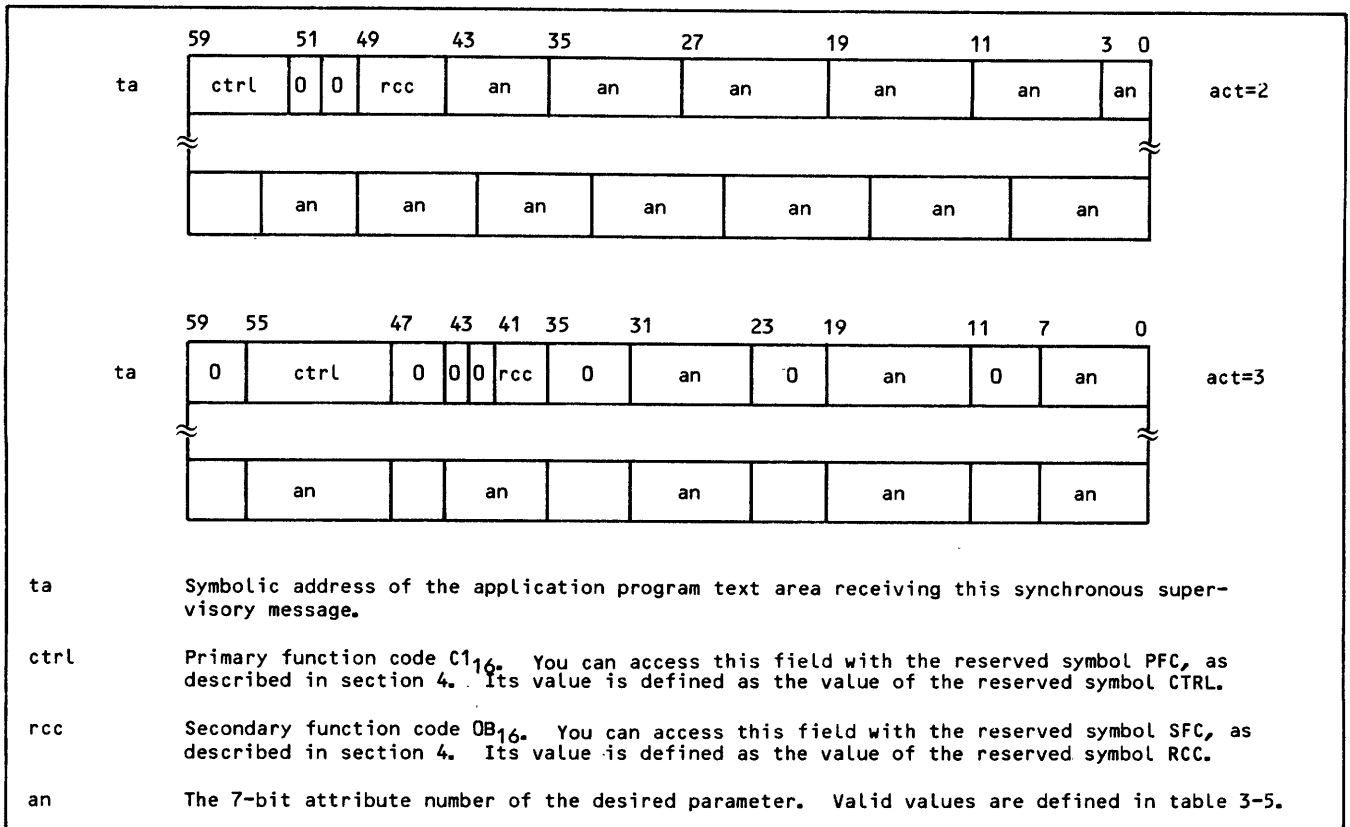 59 51 49 43 35 27 19 11 3 0
ta ctrl 0 0 rcc an an an an an an act=2
an an an an an an an
59 55 47 43 41 35 31 23 19 11 7 0
ta 0 ctrl 0 0 0 rcc 0 an 0 an 0 an act=3
an an an an an
ta Symbolic address of the application program text area receiving this synchronous super-
visory message.
ctrl Primary function code C1₁₆. You can access this field with the reserved symbol PFC, as
described in section 4. Its value is defined as the value of the reserved symbol CTRL.
rcc Secondary function code 0B₁₆. You can access this field with the reserved symbol SFC, as
described in section 4. Its value is defined as the value of the reserved symbol RCC.
an The 7-bit attribute number of the desired parameter. Valid values are defined in table 3-5.